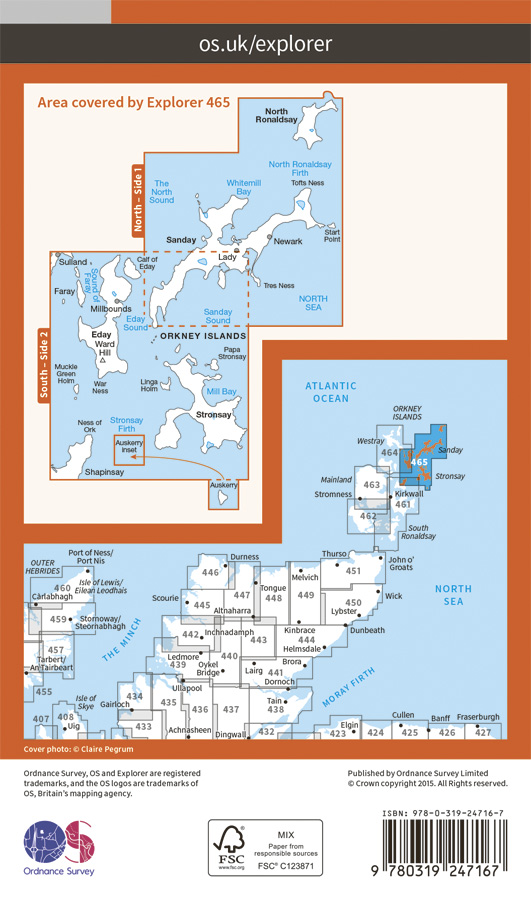 os.uk/explorer
Area covered by Explorer 465
North – Side 1
North
Ronaldsay
North Ronaldsay
Firth
Tofts Ness
The
North
Sound
Whitemill
Bay
Start
Point
Sanday
Newark
Lady
Tres Ness
NORTH
SEA
Sanday
Sound
South – Side 2
Sulland
Calf of
Eday
Sound of
Faray
Faray
Millbounds
Eday
Sound
Eday
Ward
Hill
ORKNEY ISLANDS
Papa
Stronsay
Muckle
Green
Holm
War
Ness
Linga
Holm
Mill Bay
Stronsay
Ness of
Ork
Stronsay
Firth
Auskerry
inset
Shapinsay
Auskerry
ATLANTIC
OCEAN
ORKNEY
ISLANDS
Westray
464
465
Sanday
Stronsay
Mainland
463
Stromness
Kirkwall
461
462
South
Ronaldsay
Port of Ness/
Port Nis
OUTER
HEBRIDES
460
Isle of Lewis/
Eilean Leodhais
Càrlabhagh
459
Stornoway/
Steornabhagh
457
Tarbert/
An Tairbeart
455
Isle of
Skye
407
408
Uig
THE MINCH
Durness
446
Scourie
445
447
Tongue
448
Melvich
449
Thurso
451
John o'
Groats
NORTH
SEA
Wick
450
Lybster
Altnaharra
442
Inchnadamph
443
Kinbrace
444
Dunbeath
Helmsdale
Ledmore
439
Oykel
Bridge
440
Lairg
441
Brora
Dornoch
MORAY FIRTH
Ullapool
434
Gairloch
435
436
437
Tain
438
433
Achnasheen
Dingwall
432
423
Elgin
424
Cullen
425
Banff
426
Fraserburgh
427
Cover photo: © Claire Pegrum
Ordnance Survey, OS and Explorer are registered
trademarks, and the OS logos are trademarks of
OS, Britain's mapping agency.
Published by Ordnance Survey Limited
© Crown copyright 2015. All Rights reserved.
OS
Ordnance Survey
FSC
www.fsc.org
MIX
Paper from
responsible sources
FSC® C123871
ISBN: 978-0-319-24716-7
9 780319 247167